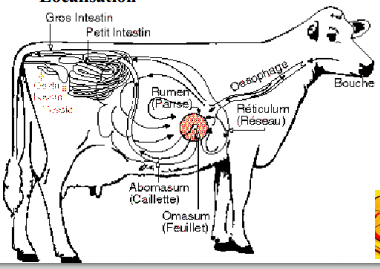 Localisation
Gros Intestin
Petit Intestin
Oesophage
Bouche
Rumen
(Panse)
Réticulum
(Réseau)
Abomasum
(Caillette)
Omasum
(Feuillet)